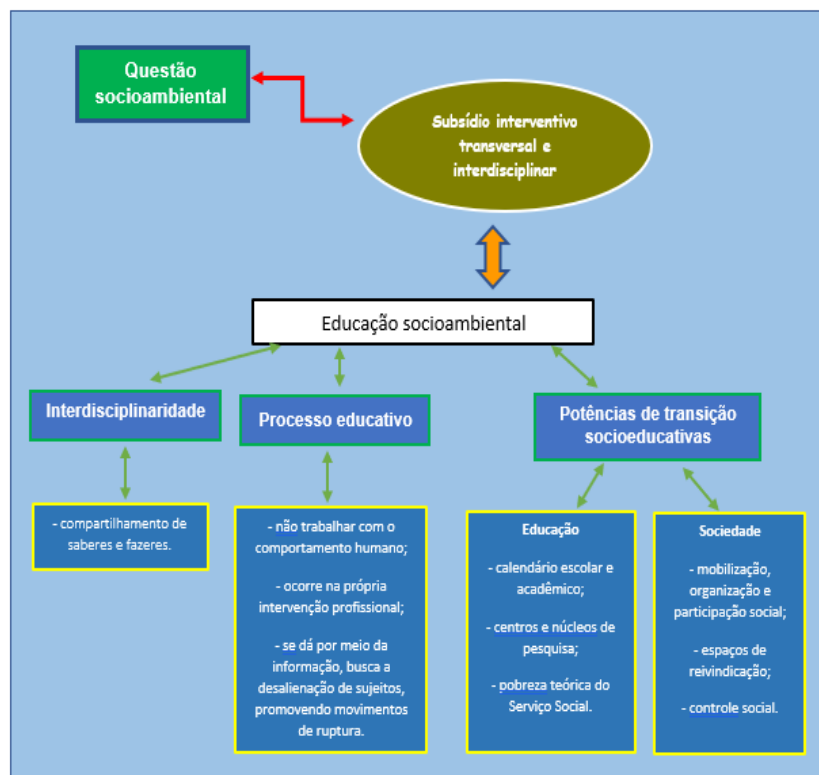 Questão
socioambiental
Subsídio interventivo
transversal e
interdisciplinar
Educação socioambiental
Interdisciplinaridade
Processo educativo
Potências de transição
socioeducativas
- compartilhamento de
saberes e fazeres.
- não trabalhar com o
comportamento humano;
- ocorre na própria
intervenção profissional;
- se dá por meio da
informação, busca a
desalienação de sujeitos,
promovendo movimentos
de ruptura.
Educação
- calendário escolar e
acadêmico;
- centros e núcleos de
pesquisa;
- pobreza teórica do
Serviço Social.
Sociedade
- mobilização,
organização e
participação social;
- espaços de
reivindicação;
- controle social.